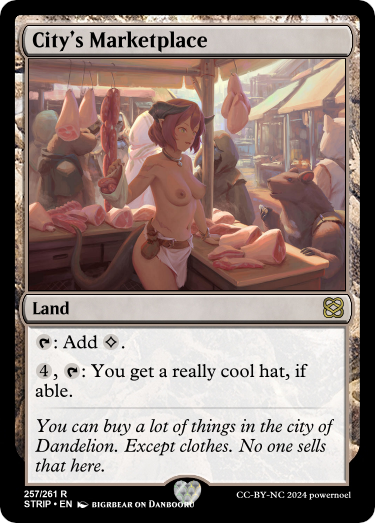 City's Marketplace
Land
: Add .
4, : You get a really cool hat, if
able.
You can buy a lot of things in the city of
Dandelion. Except clothes. No one sells
that here.
257/261 R
STRIP • EN BIGRBEAR ON DANBOORU
CC-BY-NC 2024 powernoel